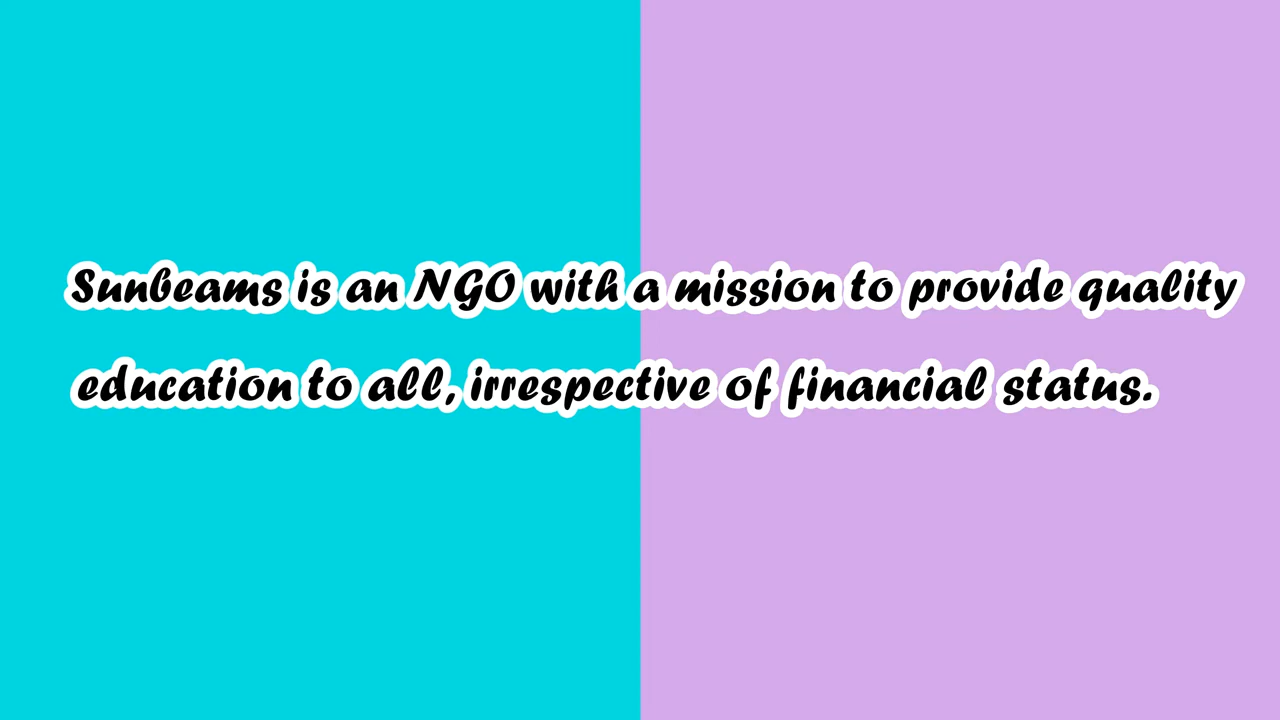 Sunbeams is an NGO with a mission to provide quality
education to all, irrespective of financial status.